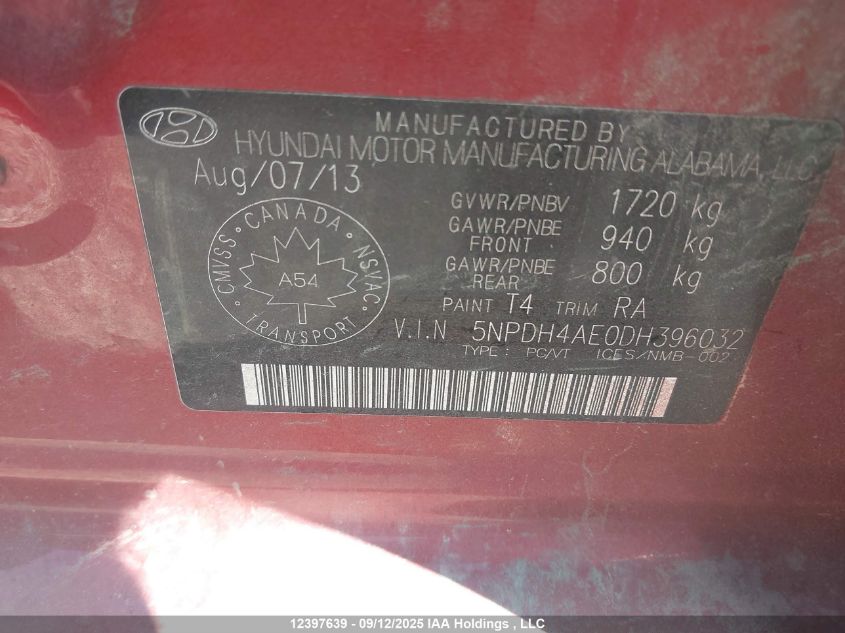 MANUFACTURED BY
HYUNDAI MOTOR MANUFACTURING ALABAMA, LLC
Aug/07/13
GVWR/PNBV 1720 kg
GAWR/PNBE FRONT 940 kg
GAWR/PNBE REAR 800 kg
PAINT T4 TRIM RA
V.I.N 5NPDH4AE0DH396032
TYPE: PC/VT ICES/NMB-002
CANADA
CMVSS NSVAC
A54
TRANSPORT
12397639 - 09/12/2025 IAA Holdings , LLC